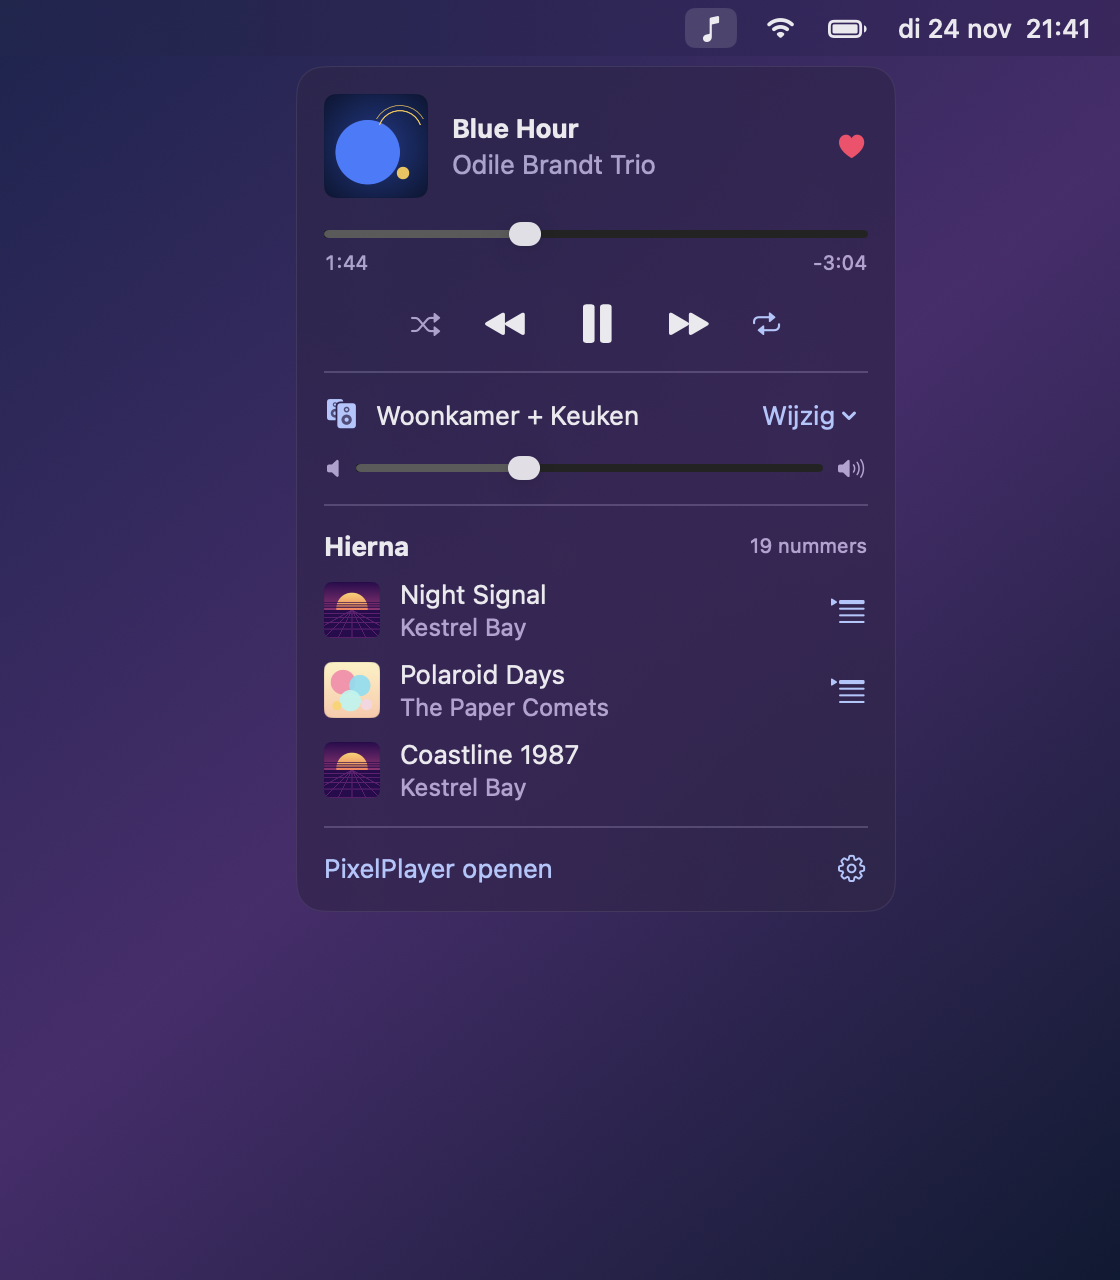 di 24 nov 21:41
Blue Hour
Odile Brandt Trio
1:44 -3:04
Woonkamer + Keuken Wijzig
Hierna 19 nummers
Night Signal
Kestrel Bay
Polaroid Days
The Paper Comets
Coastline 1987
Kestrel Bay
PixelPlayer openen